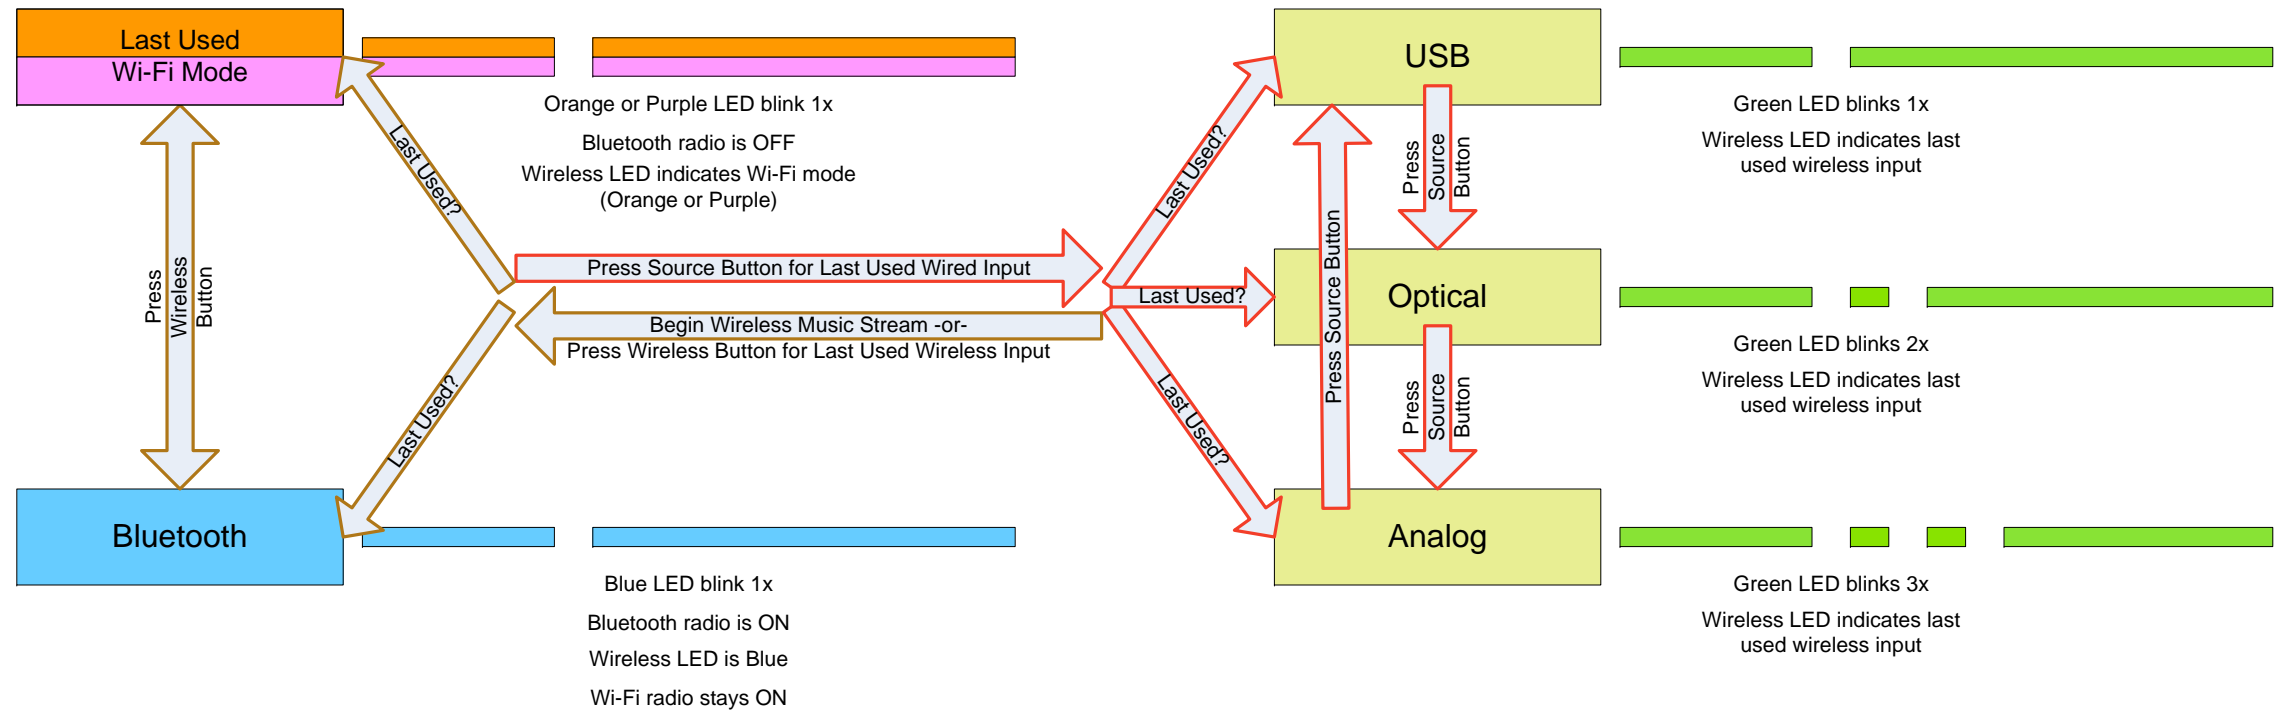 Last Used
Wi-Fi Mode
Orange or Purple LED blink 1x
Bluetooth radio is OFF
Wireless LED indicates Wi-Fi mode
(Orange or Purple)
Press
Wireless
Button
Last Used?
Last Used?
Bluetooth
Blue LED blink 1x
Bluetooth radio is ON
Wireless LED is Blue
Wi-Fi radio stays ON
Press Source Button for Last Used Wired Input
Begin Wireless Music Stream -or-
Press Wireless Button for Last Used Wireless Input
Last Used?
Last Used?
Last Used?
USB
Press
Source
Button
Press Source Button
Green LED blinks 1x
Wireless LED indicates last
used wireless input
Optical
Press
Source
Button
Green LED blinks 2x
Wireless LED indicates last
used wireless input
Analog
Green LED blinks 3x
Wireless LED indicates last
used wireless input